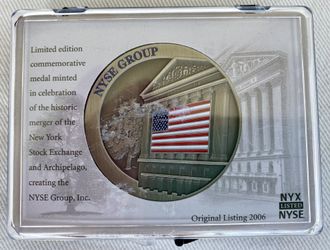 Limited edition
commemorative
medal minted
in celebration
of the historic
merger of the
New York
Stock Exchange
and Archipelago,
creating the
NYSE Group, Inc.
NYSE GROUP
Original Listing 2006
NYX
LISTED
NYSE